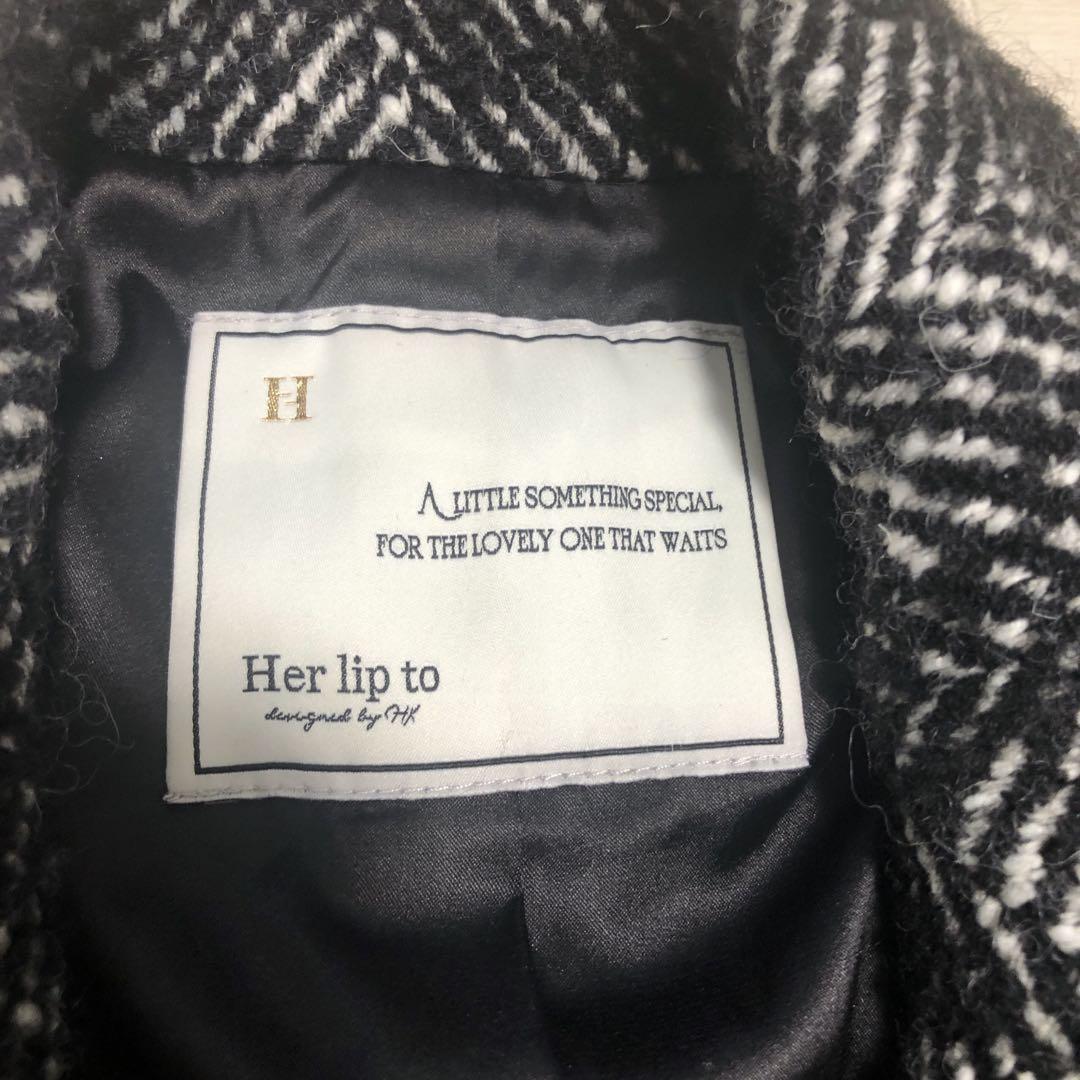 H
A LITTLE SOMETHING SPECIAL,
FOR THE LOVELY ONE THAT WAITS
Her lip to
designed by HK